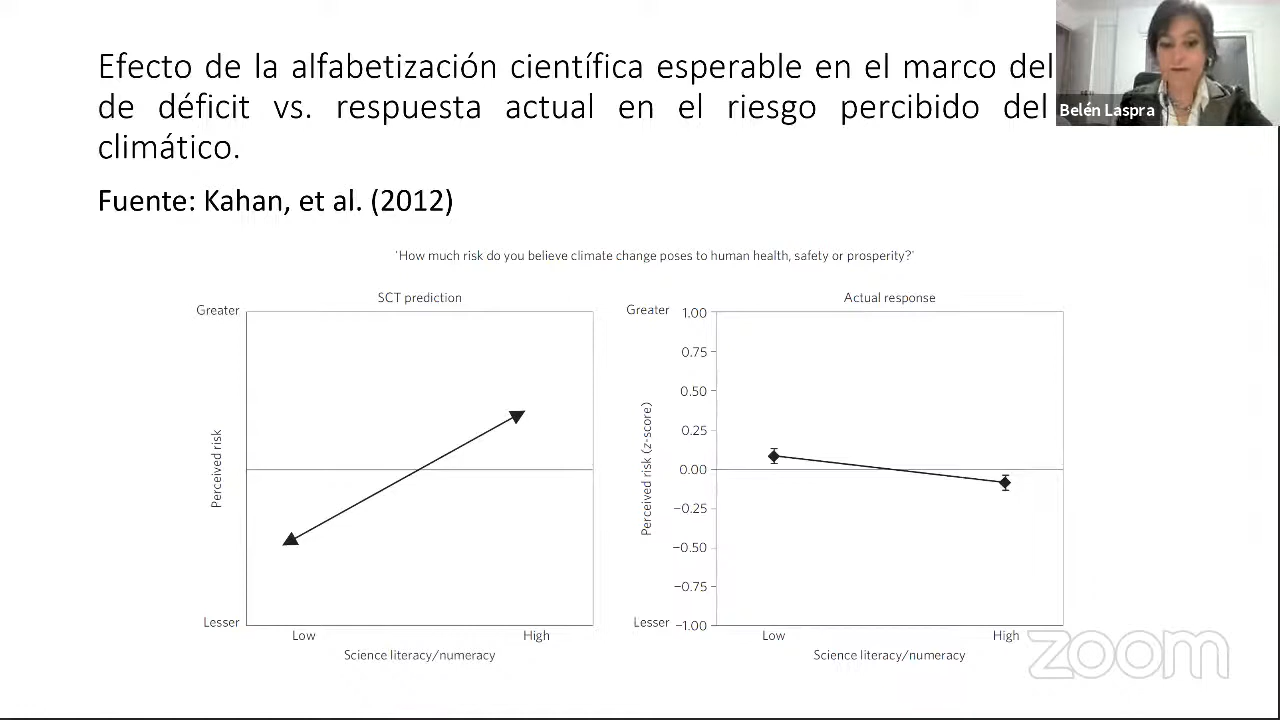 Efecto de la alfabetización científica esperable en el marco del
de déficit vs. respuesta actual en el riesgo percibido del
climático.
Belén Laspra
Fuente: Kahan, et al. (2012)
'How much risk do you believe climate change poses to human health, safety or prosperity?'
SCT prediction
Greater
Perceived risk
Lesser
Low
High
Science literacy/numeracy
Actual response
Greater
1.00
0.75
0.50
0.25
0.00
−0.25
−0.50
−0.75
−1.00
Perceived risk (z-score)
Lesser
Low
High
Science literacy/numeracy
zoom